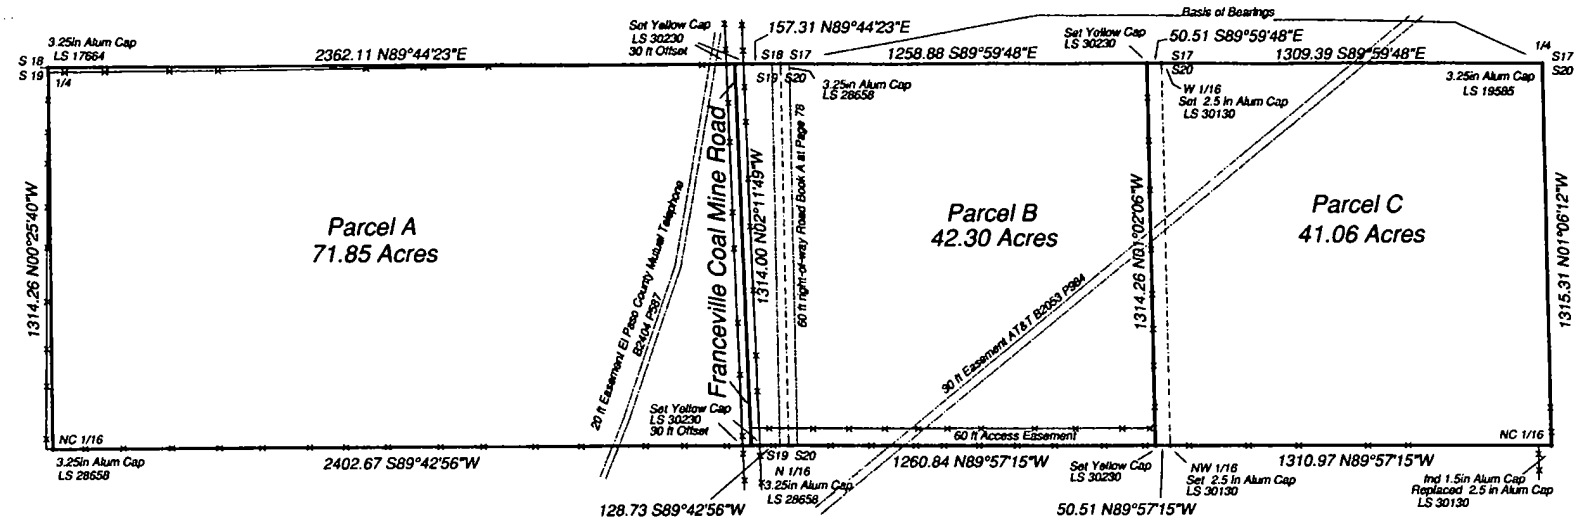 Basis of Bearings
3.25in Alum Cap
LS 17664
S 18
S 19
1/4
2362.11 N89°44'23"E
Set Yellow Cap
LS 30230
30 ft Offset
157.31 N89°44'23"E
S18 S17
S19 S20
3.25in Alum Cap
LS 28658
1258.88 S89°59'48"E
Set Yellow Cap
LS 30230
50.51 S89°59'48"E
S17
S20
W 1/16
Set 2.5 in Alum Cap
LS 30130
1309.39 S89°59'48"E
1/4
S17
S20
3.25in Alum Cap
LS 19585
1314.26 N00°25'40"W
Parcel A
71.85 Acres
20 ft Easement El Paso County Mutual Telephone
B2404 P587
Franceville Coal Mine Road
1314.00 N02°11'49"W
60 ft right-of-way Road Book A at Page 78
Parcel B
42.30 Acres
30 ft Easement AT&T B2053 P984
1314.26 N01°02'06"W
Parcel C
41.06 Acres
1315.31 N01°06'12"W
NC 1/16
3.25in Alum Cap
LS 28658
2402.67 S89°42'56"W
Set Yellow Cap
LS 30230
30 ft Offset
128.73 S89°42'56"W
S19 S20
N 1/16
3.25in Alum Cap
LS 28658
60 ft Access Easement
1260.84 N89°57'15"W
Set Yellow Cap
LS 30230
50.51 N89°57'15"W
NW 1/16
Set 2.5 in Alum Cap
LS 30130
1310.97 N89°57'15"W
NC 1/16
Ind 1.5in Alum Cap
Replaced 2.5 in Alum Cap
LS 30130